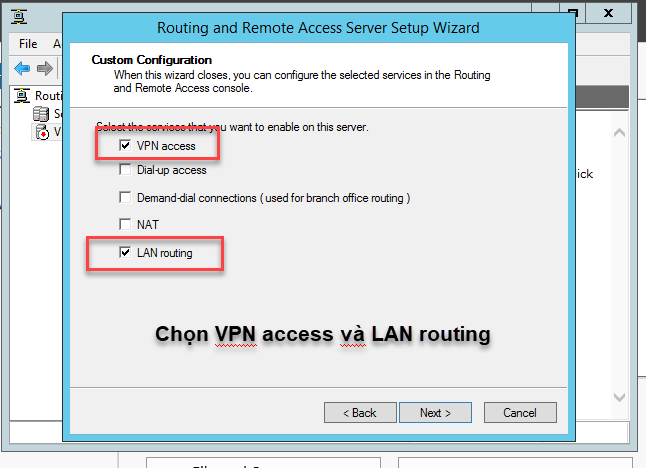 Routing and Remote Access Server Setup Wizard
File
Custom Configuration
When this wizard closes, you can configure the selected services in the Routing
and Remote Access console.
Select the services that you want to enable on this server.
VPN access
Dial-up access
Demand-dial connections ( used for branch office routing )
NAT
LAN routing
Chọn VPN access và LAN routing
< Back
Next >
Cancel